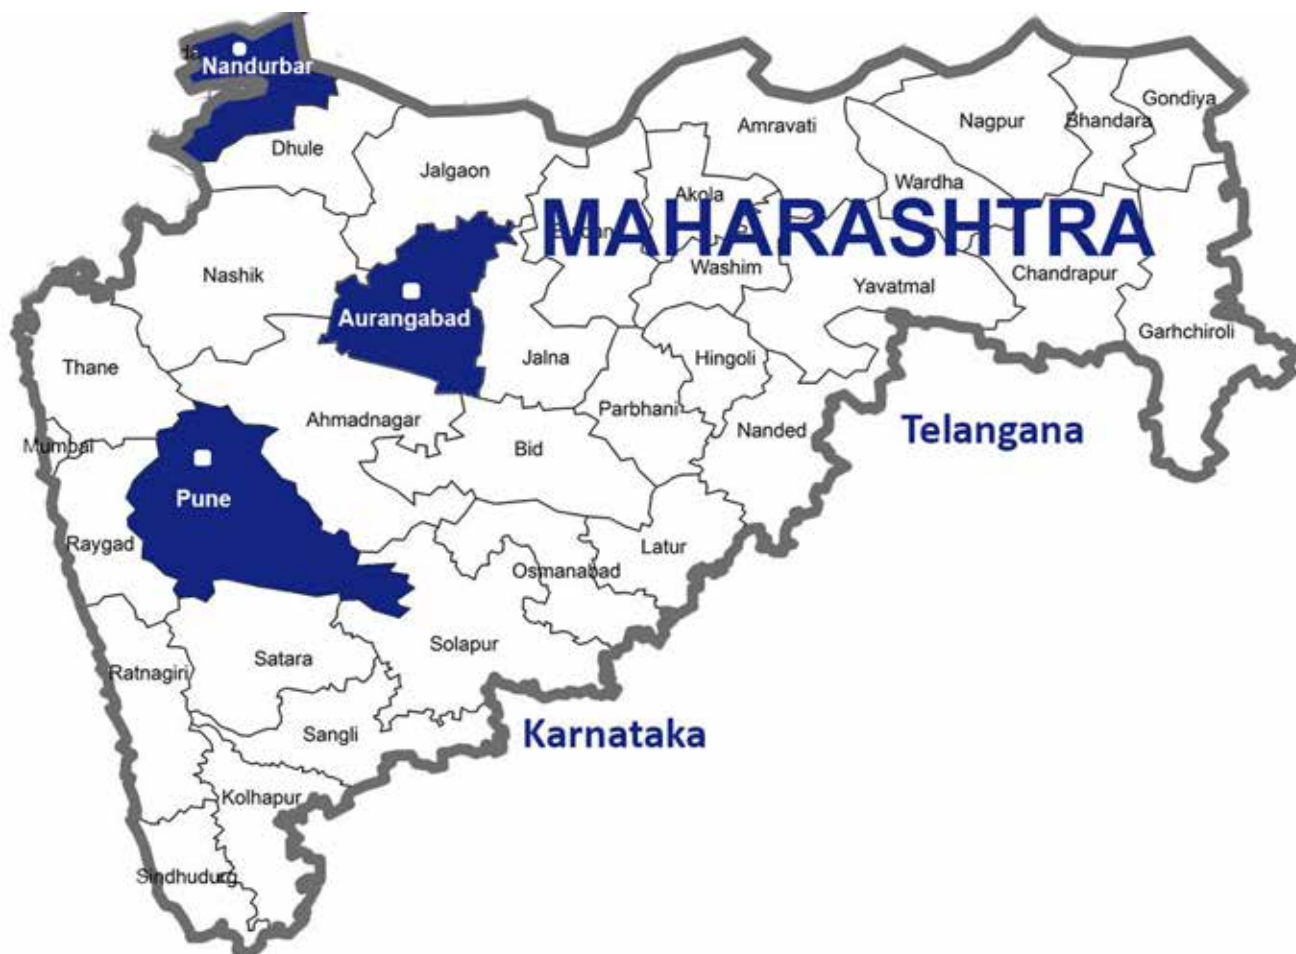 Nandurbar
Dhule
Jalgaon
Amravati
Nagpur
Bhandara
Gondiya
Akola
Wardha
MAHARASHTRA
Nashik
Washim
Yavatmal
Chandrapur
Aurangabad
Garhchiroli
Thane
Jalna
Hingoli
Ahmadnagar
Parbhani
Mumbai
Bid
Nanded
Telangana
Pune
Raygad
Latur
Osmanabad
Solapur
Satara
Ratnagiri
Sangli
Karnataka
Kolhapur
Sindhudurg